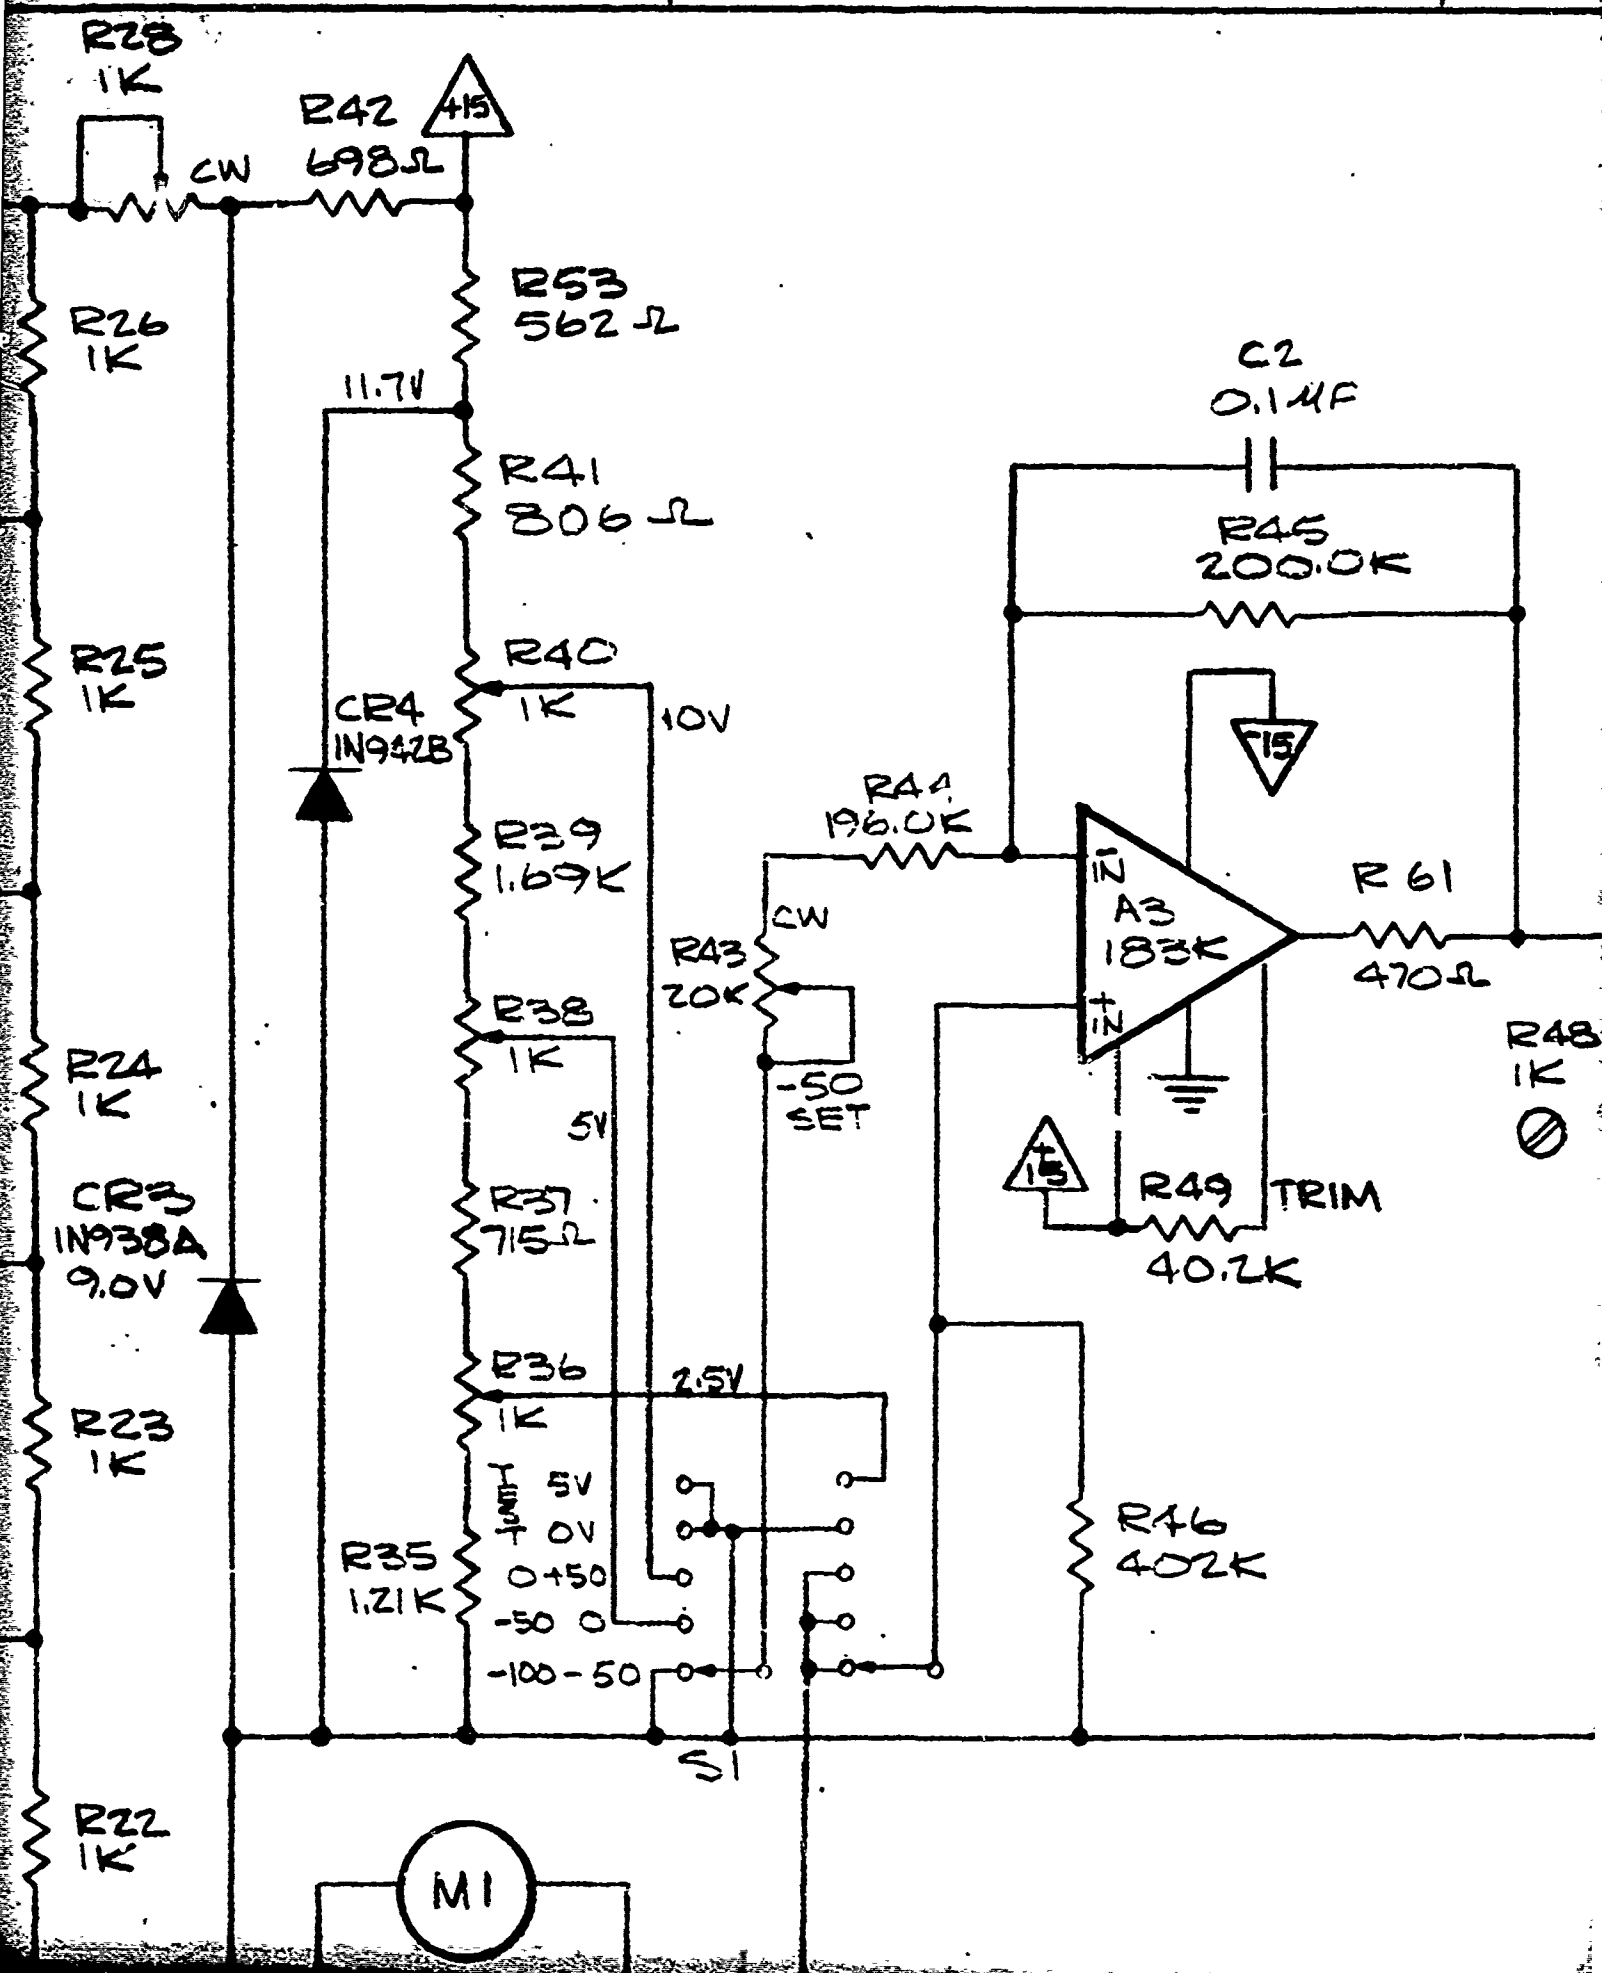 R28
1K
CW
R42
698Ω
+15
R53
562Ω
R26
1K
11.7V
C2
0.1μF
R41
806Ω
R45
200.0K
R25
1K
R40
1K
10V
CR4
1N942B
-15
R44
196.0K
R39
1.69K
-
IN
A3
183K
+
IN
R61
470Ω
CW
R43
20K
-50
SET
R38
1K
5V
R48
1K
R24
1K
+
15
R49
40.2K
TRIM
CR3
1N938A
9.0V
R37
715Ω
R36
1K
2.5V
R23
1K
TEST
5V
0V
0+50
-50 0
-100-50
R35
1.21K
R46
402K
S1
R22
1K
M1